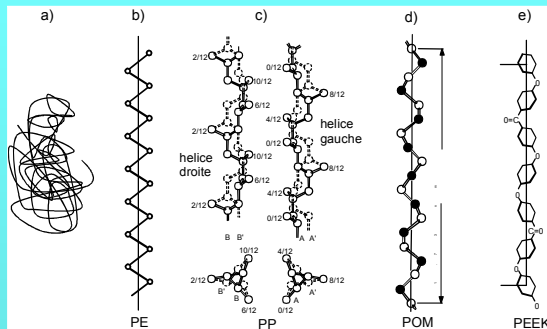 a) b) c) d) e)
2/12 0/12
10/12 8/12
6/12 4/12 O=C
O
2/12 0/12
helice
gauche
10/12
helice
droite
8/12
6/12
4/12
2/12 0/12
C=O
B B' A A'
10/12 4/12
2/12 8/12
B' B A A'
6/12 0/12
PE PP POM PEEK